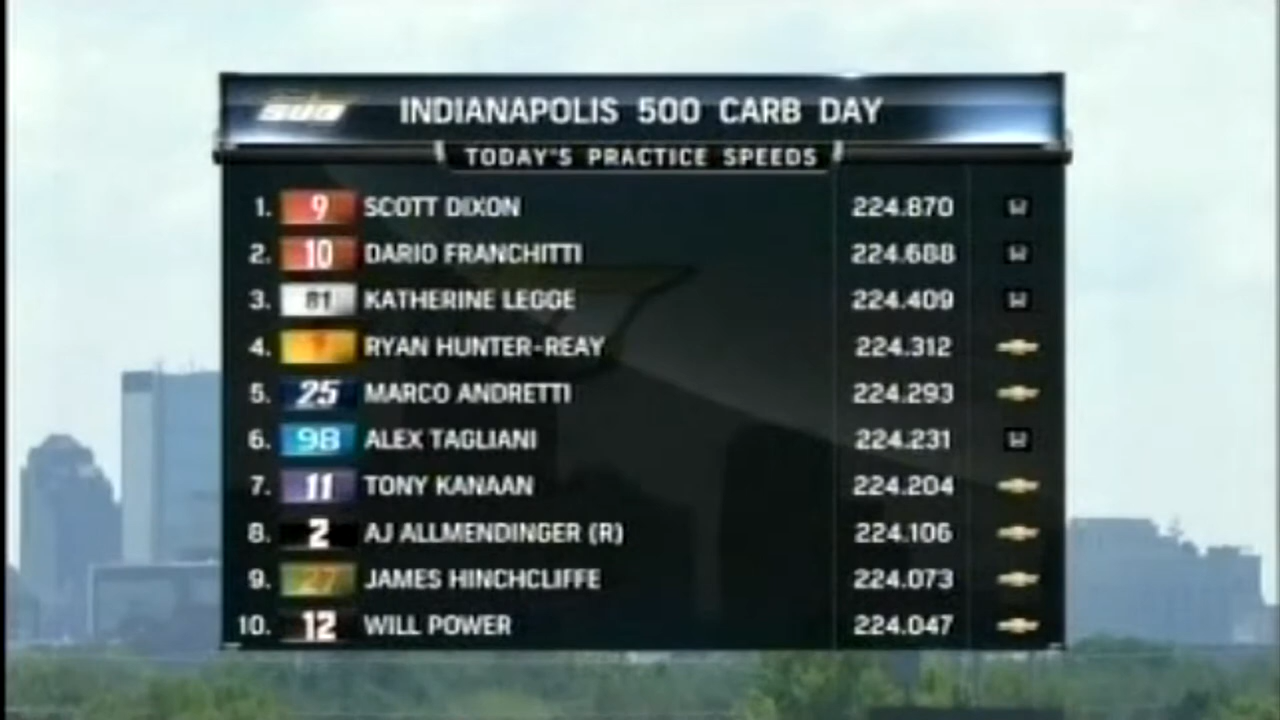 INDIANAPOLIS 500 CARB DAY
TODAY'S PRACTICE SPEEDS
1. 9 SCOTT DIXON 224.870
2. 10 DARIO FRANCHITTI 224.688
3. 81 KATHERINE LEGGE 224.409
4. RYAN HUNTER-REAY 224.312
5. 25 MARCO ANDRETTI 224.293
6. 98 ALEX TAGLIANI 224.231
7. 11 TONY KANAAN 224.204
8. 2 AJ ALLMENDINGER (R) 224.106
9. 27 JAMES HINCHCLIFFE 224.073
10. 12 WILL POWER 224.047